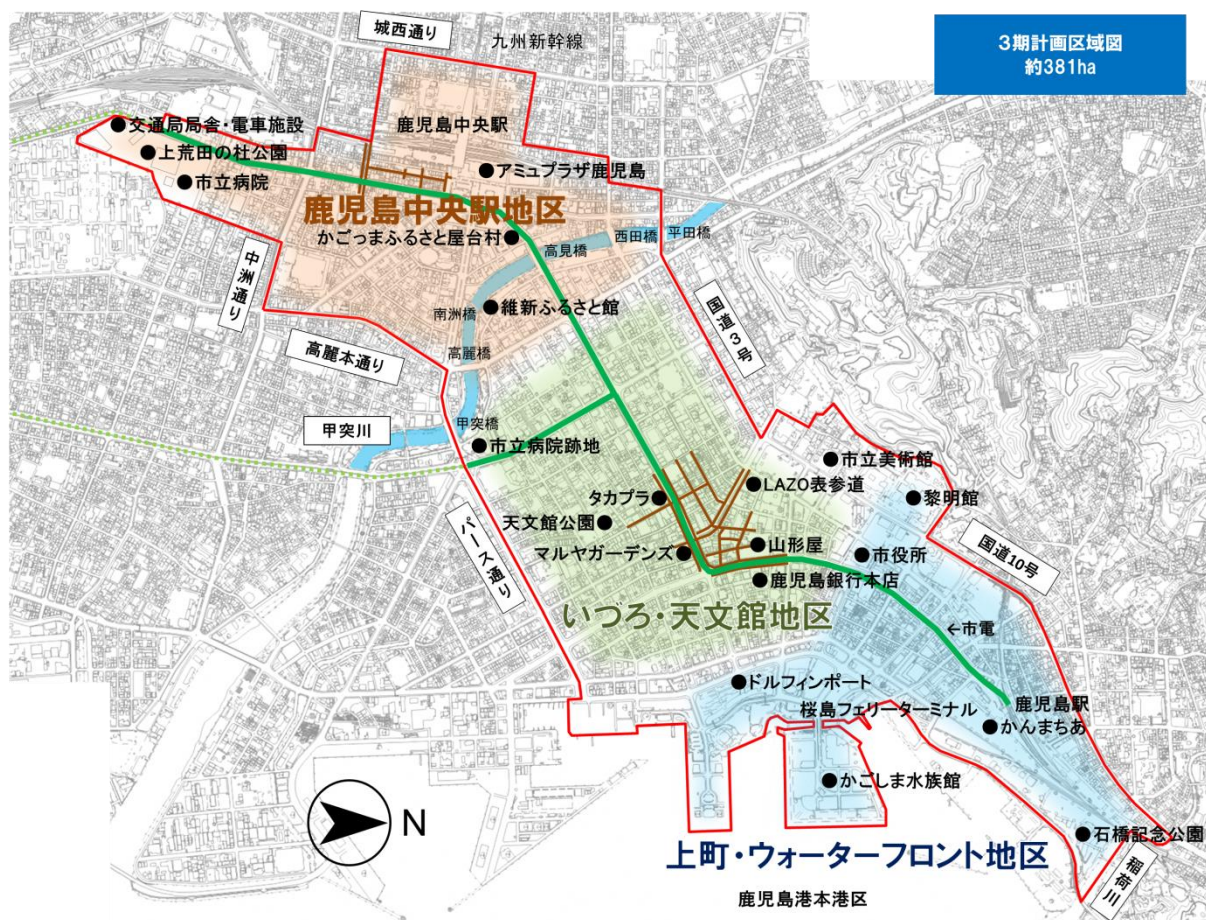 3期計画区域図
約381ha
城西通り
九州新幹線
鹿児島中央駅
交通局局舎・電車施設
上荒田の杜公園
市立病院
アミュプラザ鹿児島
鹿児島中央駅地区
かごっまふるさと屋台村
高見橋
西田橋
平田橋
中洲通り
南洲橋
維新ふるさと館
国道3号
高麗本通り
高麗橋
甲突川
甲突橋
市立病院跡地
市立美術館
タカプラ
LAZO表参道
黎明館
天文館公園
マルヤガーデンズ
山形屋
市役所
国道10号
パース通り
鹿児島銀行本店
いづろ・天文館地区
←市電
ドルフィンポート
鹿児島駅
桜島フェリーターミナル
かんまちあ
かごしま水族館
N
石橋記念公園
上町・ウォーターフロント地区
稲荷川
鹿児島港本港区